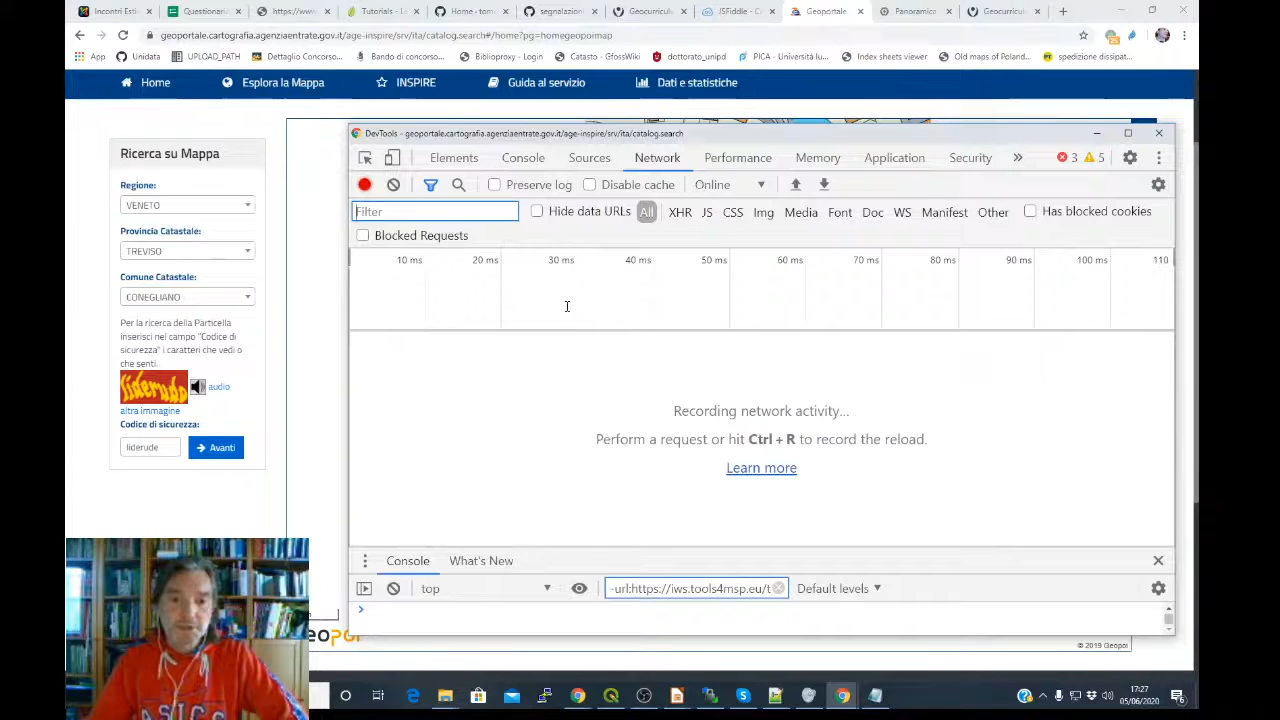 Incontri Esti
Questionari
https://www
Tutorials - Le
Home · tom
segnalazion
Geocurricul
JSFiddle - C
Geoportale
Panoramica
Geocurricul
geoportale.cartografia.agenziaentrate.gov.it/age-inspire/srv/ita/catalog.search#/home?pg=homegeopoimap
App
Unidata
UPLOAD_PATH
Dettaglio Concorso...
Bando di concorso...
Biblioproxy - Login
Catasto - GfossWiki
dottorato_unipd
PICA - Università Iu...
Index sheets viewer
Old maps of Poland...
spedizione dissipat...
Home
Esplora la Mappa
INSPIRE
Guida al servizio
Dati e statistiche
Ricerca su Mappa
Regione:
VENETO
Provincia Catastale:
TREVISO
Comune Catastale:
CONEGLIANO
Per la ricerca della Particella
inserisci nel campo "Codice di
sicurezza" i caratteri che vedi o
che senti.
audio
altra immagine
Codice di sicurezza:
liderude
Avanti
DevTools - geoportale.cartografia.agenziaentrate.gov.it/age-inspire/srv/ita/catalog.search
Elements
Console
Sources
Network
Performance
Memory
Application
Security
»
3
5
Preserve log
Disable cache
Online
Filter
Hide data URLs
All
XHR
JS
CSS
Img
Media
Font
Doc
WS
Manifest
Other
Has blocked cookies
Blocked Requests
10 ms
20 ms
30 ms
40 ms
50 ms
60 ms
70 ms
80 ms
90 ms
100 ms
110
Recording network activity...
Perform a request or hit Ctrl + R to record the reload.
Learn more
Console
What's New
top
-url:https://iws.tools4msp.eu/t
Default levels
© 2019 Geopoi
ASICS
17:27
05/06/2020
6